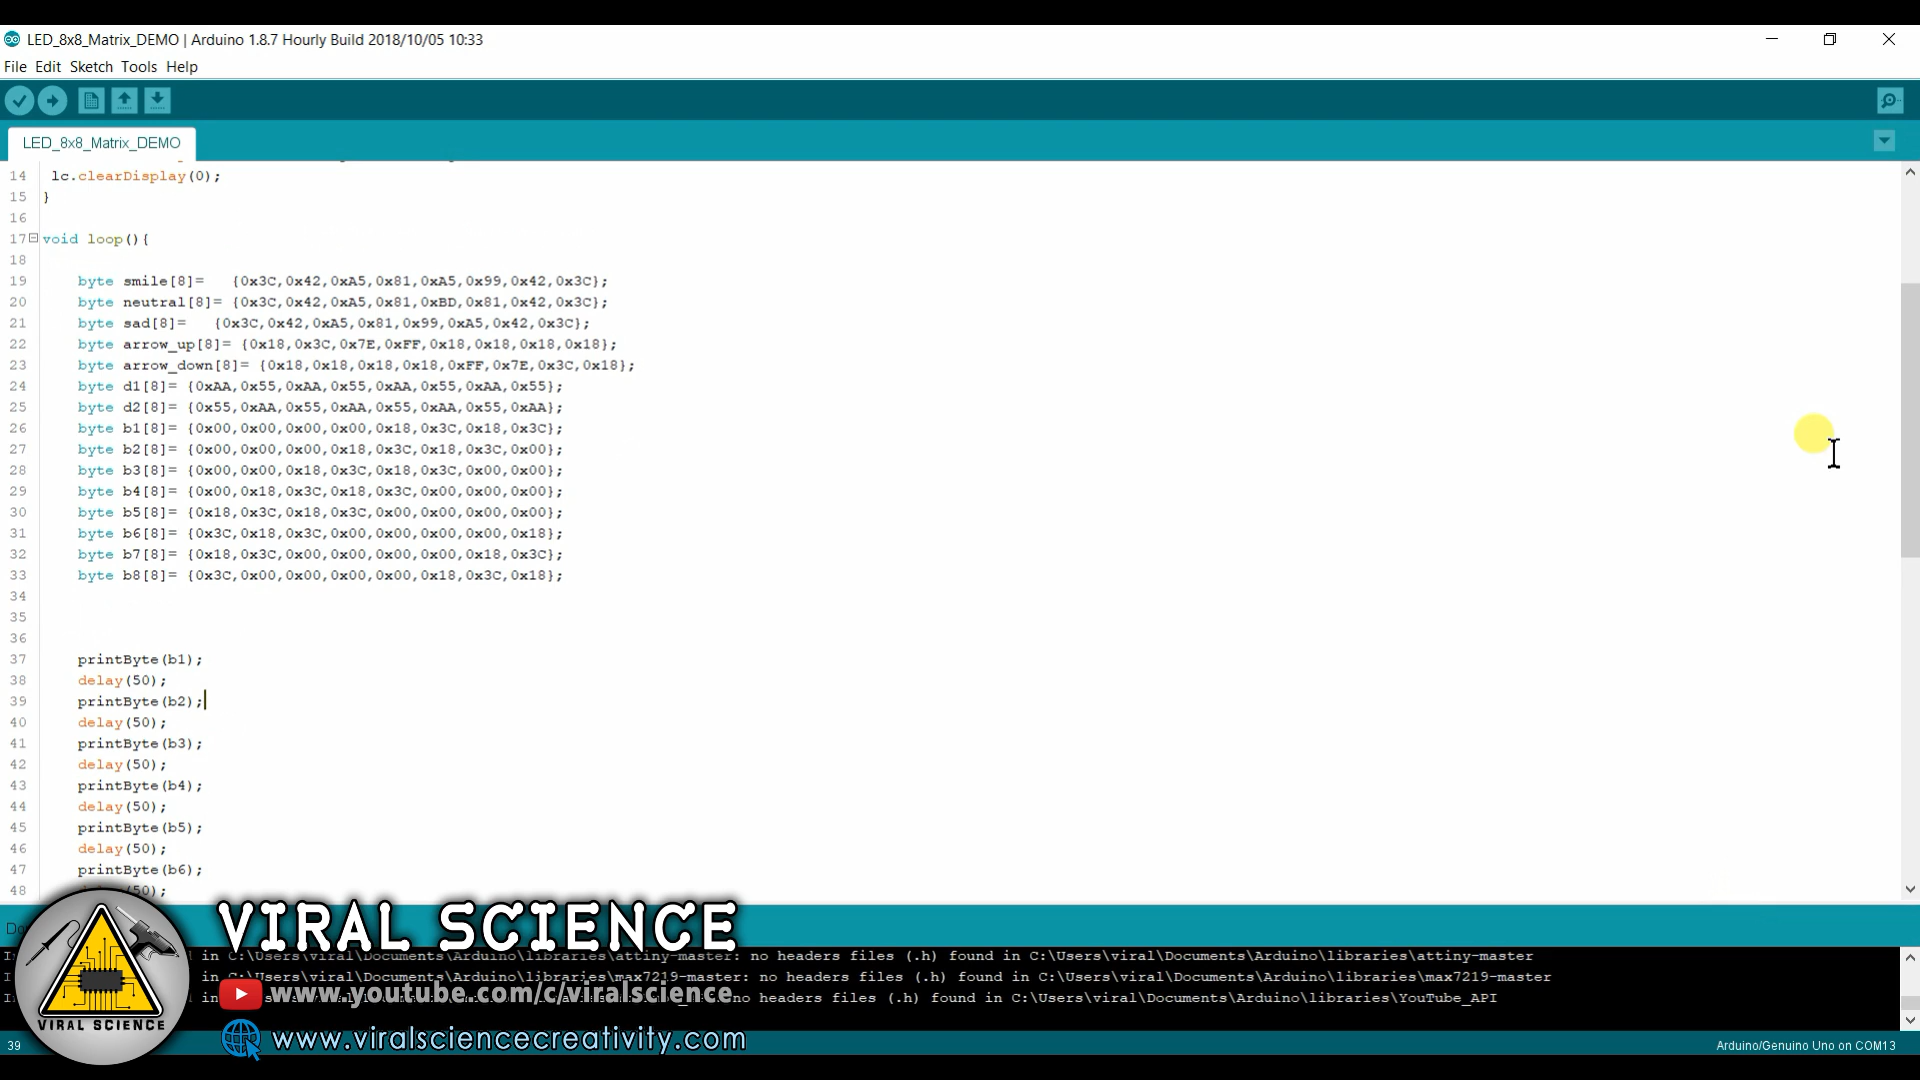 LED_8x8_Matrix_DEMO | Arduino 1.8.7 Hourly Build 2018/10/05 10:33
File Edit Sketch Tools Help
LED_8x8_Matrix_DEMO
14 lc.clearDisplay(0);
15 }
16
17 void loop(){
18
19 byte smile[8]=   {0x3C,0x42,0xA5,0x81,0xA5,0x99,0x42,0x3C};
20 byte neutral[8]= {0x3C,0x42,0xA5,0x81,0xBD,0x81,0x42,0x3C};
21 byte sad[8]=   {0x3C,0x42,0xA5,0x81,0x99,0xA5,0x42,0x3C};
22 byte arrow_up[8]= {0x18,0x3C,0x7E,0xFF,0x18,0x18,0x18,0x18};
23 byte arrow_down[8]= {0x18,0x18,0x18,0x18,0xFF,0x7E,0x3C,0x18};
24 byte d1[8]= {0xAA,0x55,0xAA,0x55,0xAA,0x55,0xAA,0x55};
25 byte d2[8]= {0x55,0xAA,0x55,0xAA,0x55,0xAA,0x55,0xAA};
26 byte b1[8]= {0x00,0x00,0x00,0x00,0x18,0x3C,0x18,0x3C};
27 byte b2[8]= {0x00,0x00,0x00,0x18,0x3C,0x18,0x3C,0x00};
28 byte b3[8]= {0x00,0x00,0x18,0x3C,0x18,0x3C,0x00,0x00};
29 byte b4[8]= {0x00,0x18,0x3C,0x18,0x3C,0x00,0x00,0x00};
30 byte b5[8]= {0x18,0x3C,0x18,0x3C,0x00,0x00,0x00,0x00};
31 byte b6[8]= {0x3C,0x18,0x3C,0x00,0x00,0x00,0x00,0x18};
32 byte b7[8]= {0x18,0x3C,0x00,0x00,0x00,0x00,0x18,0x3C};
33 byte b8[8]= {0x3C,0x00,0x00,0x00,0x00,0x18,0x3C,0x18};
34
35
36
37 printByte(b1);
38 delay(50);
39 printByte(b2);
40 delay(50);
41 printByte(b3);
42 delay(50);
43 printByte(b4);
44 delay(50);
45 printByte(b5);
46 delay(50);
47 printByte(b6);
48 50);
VIRAL SCIENCE
in C:\Users\viral\Documents\Arduino\libraries\attiny-master: no headers files (.h) found in C:\Users\viral\Documents\Arduino\libraries\attiny-master
in C:\Users\viral\Documents\Arduino\libraries\max7219-master: no headers files (.h) found in C:\Users\viral\Documents\Arduino\libraries\max7219-master
no headers files (.h) found in C:\Users\viral\Documents\Arduino\libraries\YouTube_API
www.youtube.com/c/viralscience
VIRAL SCIENCE
www.viralsciencecreativity.com
39
Arduino/Genuino Uno on COM13